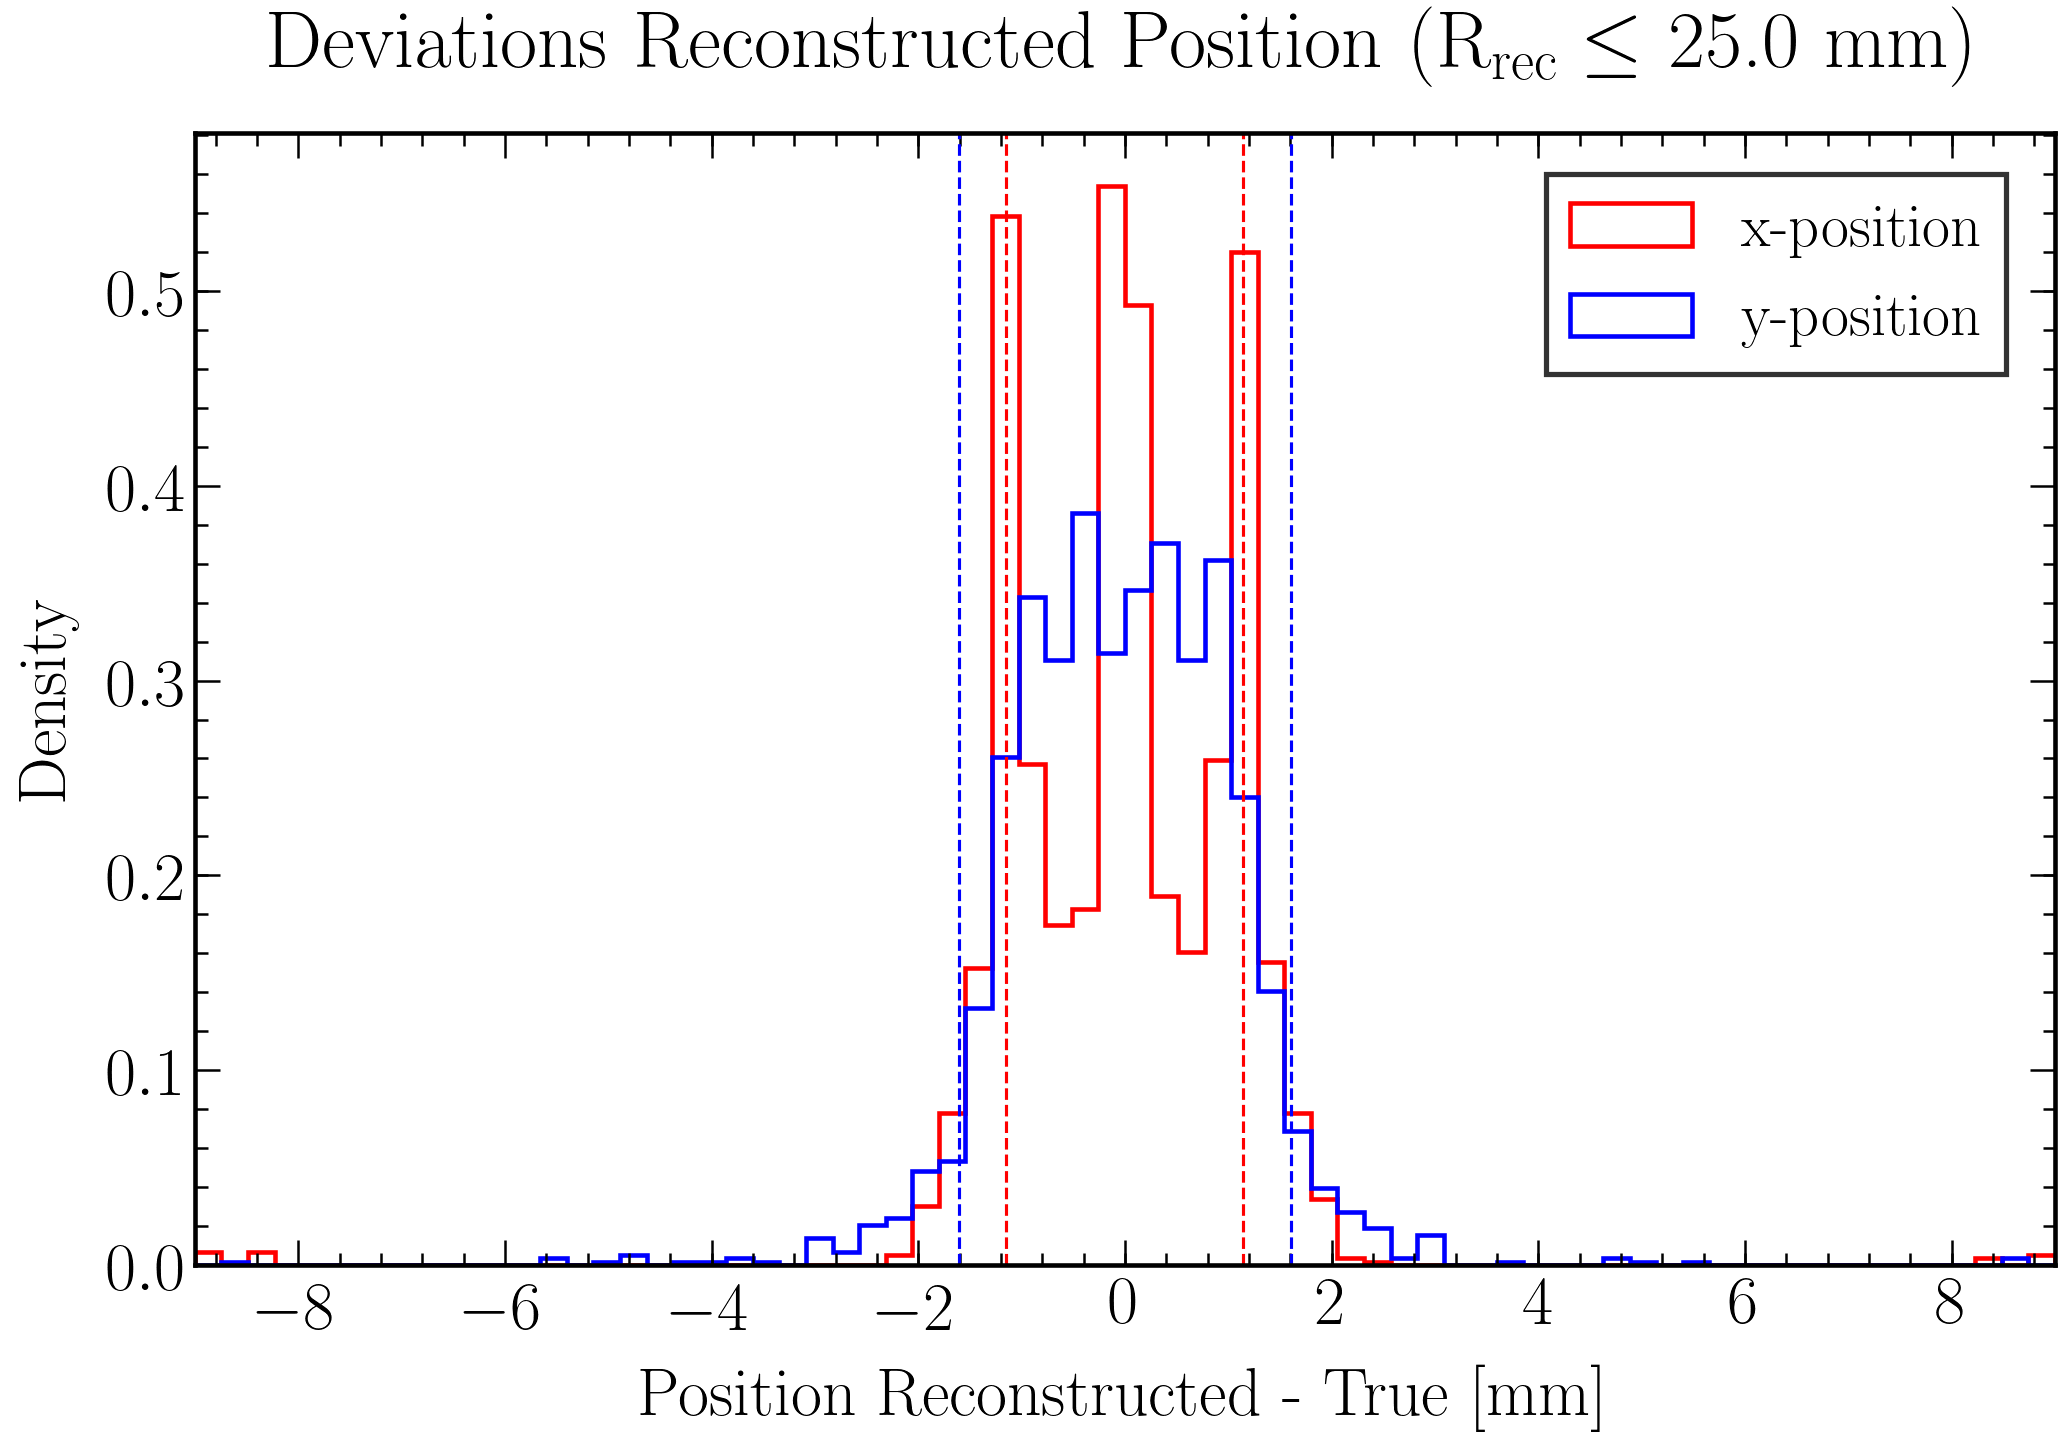 Deviations Reconstructed Position (R_rec ≤ 25.0 mm)
x-position
y-position
0.5
0.4
0.3
0.2
0.1
0.0
Density
−8 −6 −4 −2 0 2 4 6 8
Position Reconstructed - True [mm]